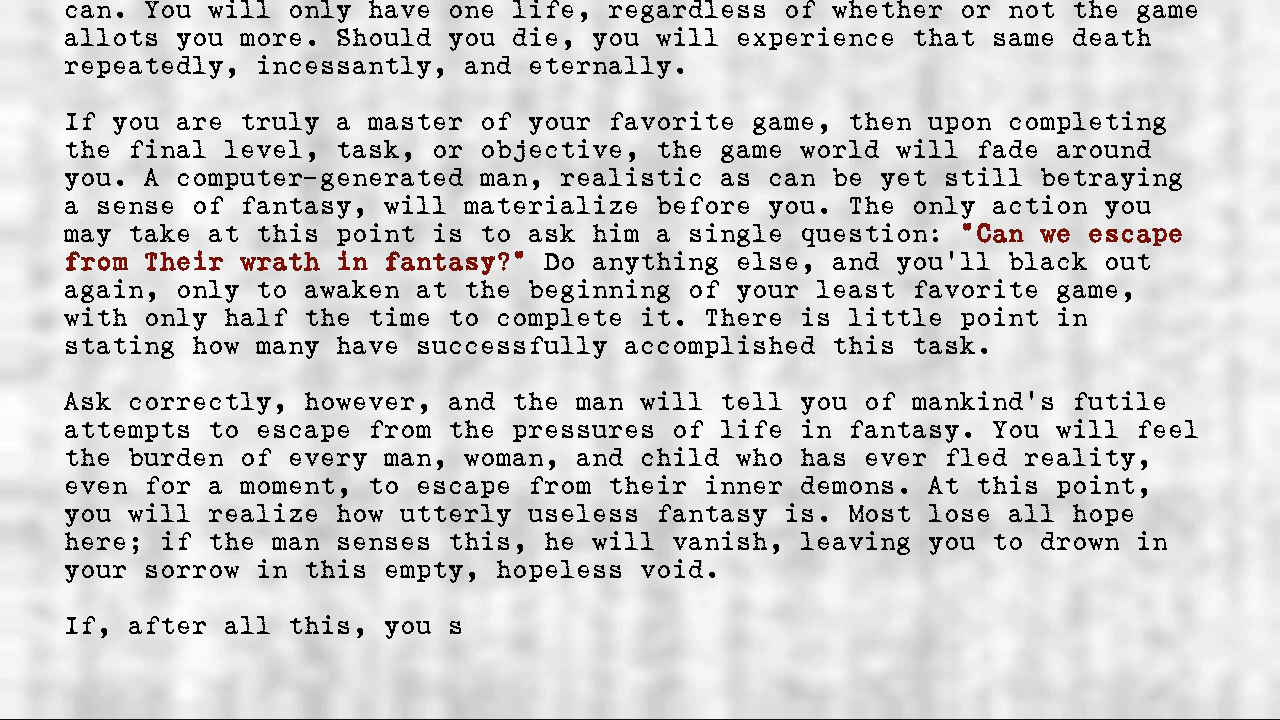 can. You will only have one life, regardless of whether or not the game
allots you more. Should you die, you will experience that same death
repeatedly, incessantly, and eternally.
If you are truly a master of your favorite game, then upon completing
the final level, task, or objective, the game world will fade around
you. A computer-generated man, realistic as can be yet still betraying
a sense of fantasy, will materialize before you. The only action you
may take at this point is to ask him a single question: "Can we escape
from Their wrath in fantasy?" Do anything else, and you'll black out
again, only to awaken at the beginning of your least favorite game,
with only half the time to complete it. There is little point in
stating how many have successfully accomplished this task.
Ask correctly, however, and the man will tell you of mankind's futile
attempts to escape from the pressures of life in fantasy. You will feel
the burden of every man, woman, and child who has ever fled reality,
even for a moment, to escape from their inner demons. At this point,
you will realize how utterly useless fantasy is. Most lose all hope
here; if the man senses this, he will vanish, leaving you to drown in
your sorrow in this empty, hopeless void.
If, after all this, you s